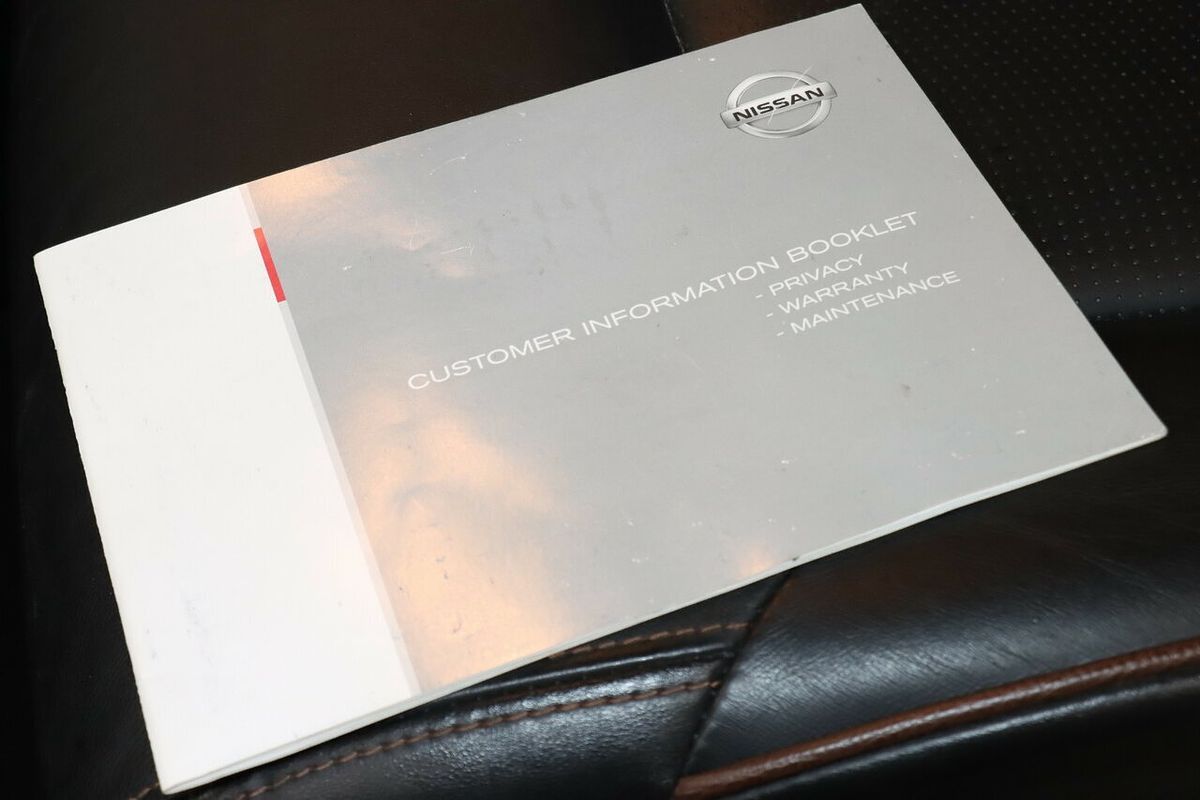 NISSAN
CUSTOMER INFORMATION BOOKLET
- PRIVACY
- WARRANTY
- MAINTENANCE